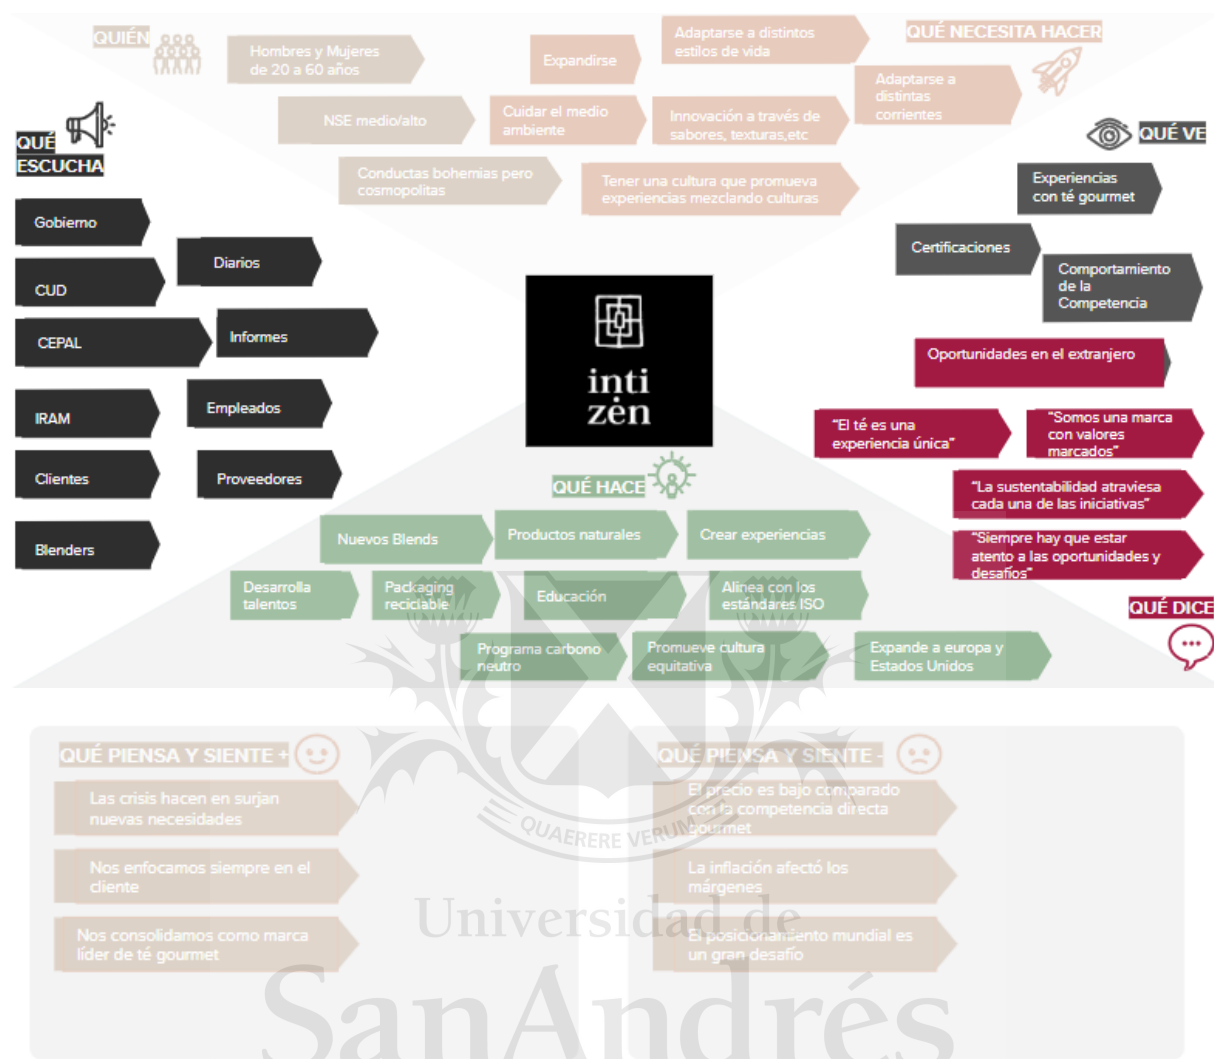 QUIÉN
Hombres y Mujeres
de 20 a 60 años
NSE medio/alto
Conductas bohemias pero
cosmopolitas
QUÉ NECESITA HACER
Expandirse
Adaptarse a distintos
estilos de vida
Adaptarse a
distintas
corrientes
Cuidar el medio
ambiente
Innovación a través de
sabores, texturas,etc
Tener una cultura que promueva
experiencias mezclando culturas
QUÉ
ESCUCHA
Gobierno
Diarios
CUD
CEPAL
Informes
IRAM
Empleados
Clientes
Proveedores
Blenders
inti
zėn
QUÉ VE
Experiencias
con té gourmet
Certificaciones
Comportamiento
de la
Competencia
Oportunidades en el extranjero
“El té es una
experiencia única”
“Somos una marca
con valores
marcados”
“La sustentabilidad atraviesa
cada una de las iniciativas”
“Siempre hay que estar
atento a las oportunidades y
desafíos”
QUÉ DICE
QUÉ HACE
Nuevos Blends
Productos naturales
Crear experiencias
Desarrolla
talentos
Packaging
reciclable
Educación
Alinea con los
estándares ISO
Programa carbono
neutro
Promueve cultura
equitativa
Expande a europa y
Estados Unidos
QUÉ PIENSA Y SIENTE +
Las crisis hacen en surjan
nuevas necesidades
Nos enfocamos siempre en el
cliente
Nos consolidamos como marca
líder de té gourmet
QUÉ PIENSA Y SIENTE -
El precio es bajo comparado
con la competencia directa
gourmet
La inflación afectó los
márgenes
El posicionamiento mundial es
un gran desafío
QUAERERE VERUM
Universidad de
SanAndrés